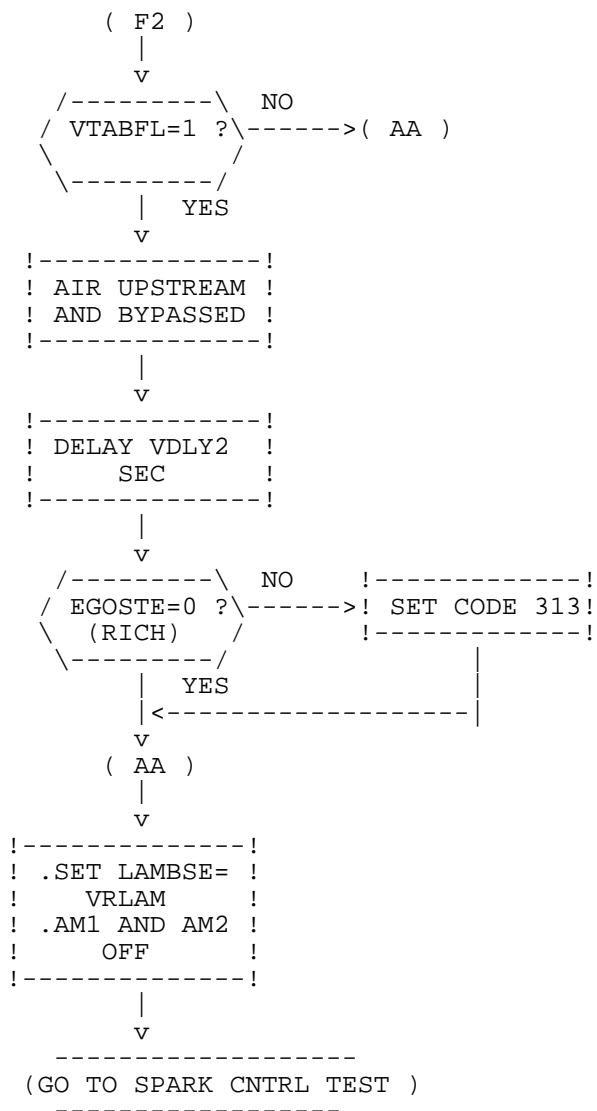 ( F2 )
|
v
/---------\ NO
/ VTABFL=1 ?\------>( AA )
\ /
\---------/
| YES
v
!--------------!
! AIR UPSTREAM !
! AND BYPASSED !
!--------------!
|
v
!--------------!
! DELAY VDLY2 !
! SEC !
!--------------!
|
v
/---------\ NO !-------------!
/ EGOSTE=0 ?\------>! SET CODE 313!
\ (RICH) / !-------------!
\---------/ |
| YES |
|<-------------------|
v
( AA )
|
v
!--------------!
! .SET LAMBSE= !
! VRLAM !
! .AM1 AND AM2 !
! OFF !
!--------------!
|
v
-------------------
(GO TO SPARK CNTRL TEST )
------------------